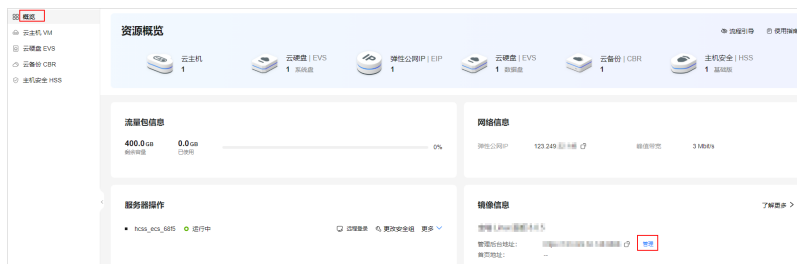 概览
云主机 VM
云硬盘 EVS
云备份 CBR
主机安全 HSS
资源概览
流程引导
使用指南
云主机
1
云硬盘 | EVS
1 系统盘
弹性公网IP | EIP
1
云硬盘 | EVS
1 数据盘
云备份 | CBR
1
主机安全 | HSS
1 基础版
流量包信息
400.0 GB
剩余容量
0.0 GB
已使用
0%
网络信息
弹性公网IP
123.249.
峰值带宽
3 Mbit/s
服务器操作
hcss_ecs_68f5 运行中
远程登录 更改安全组 更多
镜像信息
了解更多 >
管理后台地址:
管理
首页地址:
--